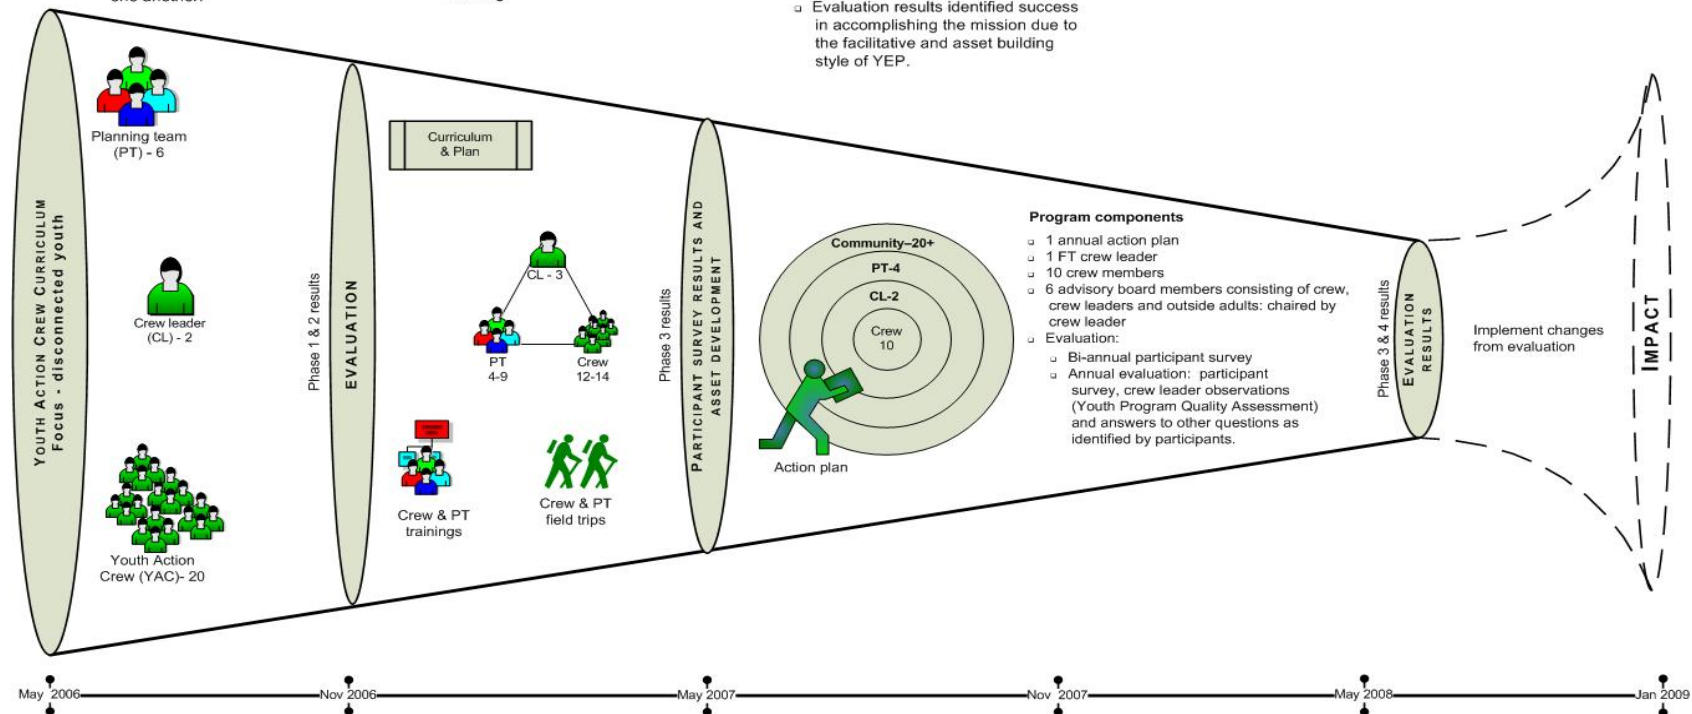 Evaluation results identified success
in accomplishing the mission due to
the facilitative and asset building
style of YEP.
Planning team
(PT) - 6
Crew leader
(CL) - 2
Youth Action
Crew (YAC)- 20
YOUTH ACTION CREW CURRICULUM
Focus - disconnected youth
Phase 1 & 2 results
EVALUATION
Curriculum
& Plan
CL - 3
PT
4-9
Crew
12-14
Crew & PT
trainings
Crew & PT
field trips
Phase 3 results
PARTICIPANT SURVEY RESULTS AND
ASSET DEVELOPMENT
Community–20+
PT-4
CL-2
Crew
10
Action plan
Program components
1 annual action plan
1 FT crew leader
10 crew members
6 advisory board members consisting of crew,
crew leaders and outside adults: chaired by
crew leader
Evaluation:
Bi-annual participant survey
Annual evaluation: participant
survey, crew leader observations
(Youth Program Quality Assessment)
and answers to other questions as
identified by participants.
Phase 3 & 4 results
EVALUATION
RESULTS
Implement changes
from evaluation
IMPACT
May 2006
Nov 2006
May 2007
Nov 2007
May 2008
Jan 2009